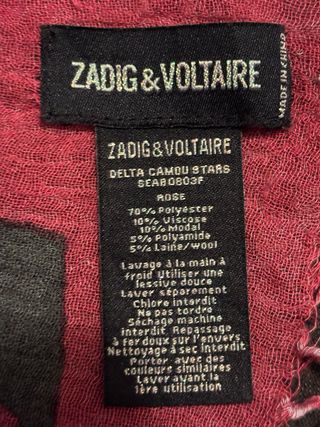 ZADIG&VOLTAIRE
MADE IN CHINA
ZADIG&VOLTAIRE
DELTA CAMOU STARS
SEAB0803F
ROSE
70% Polyester
10% Viscose
10% Modal
5% Polyamide
5% Laine/wool
Lavage à la main à
froid Utiliser une
lessive douce
Laver séparement
Chlore interdit
Ne pas tordre
Séchage machine
interdit Repassage
à fer doux sur l'envers
Nettoyage à sec interdit
Porter avec des
couleurs similaires
Laver avant la
1ère utilisation